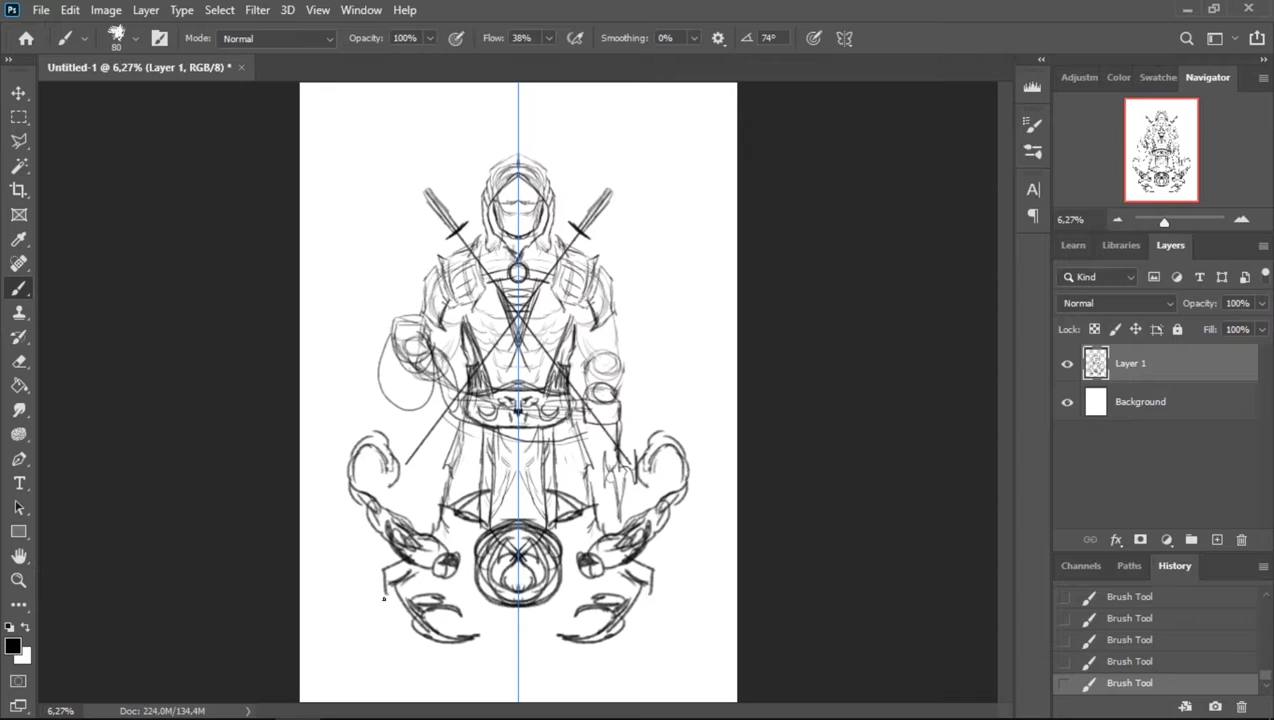 Ps File Edit Image Layer Type Select Filter 3D View Window Help
80 Mode: Normal Opacity: 100% Flow: 38% Smoothing: 0% 74°
Untitled-1 @ 6,27% (Layer 1, RGB/8) * ×
Adjustm Color Swatche Navigator
6,27%
Learn Libraries Layers
Kind
Normal Opacity: 100%
Lock: Fill: 100%
Layer 1
Background
fx
Channels Paths History
Brush Tool
Brush Tool
Brush Tool
Brush Tool
Brush Tool
6,27% Doc: 224,0M/134,4M